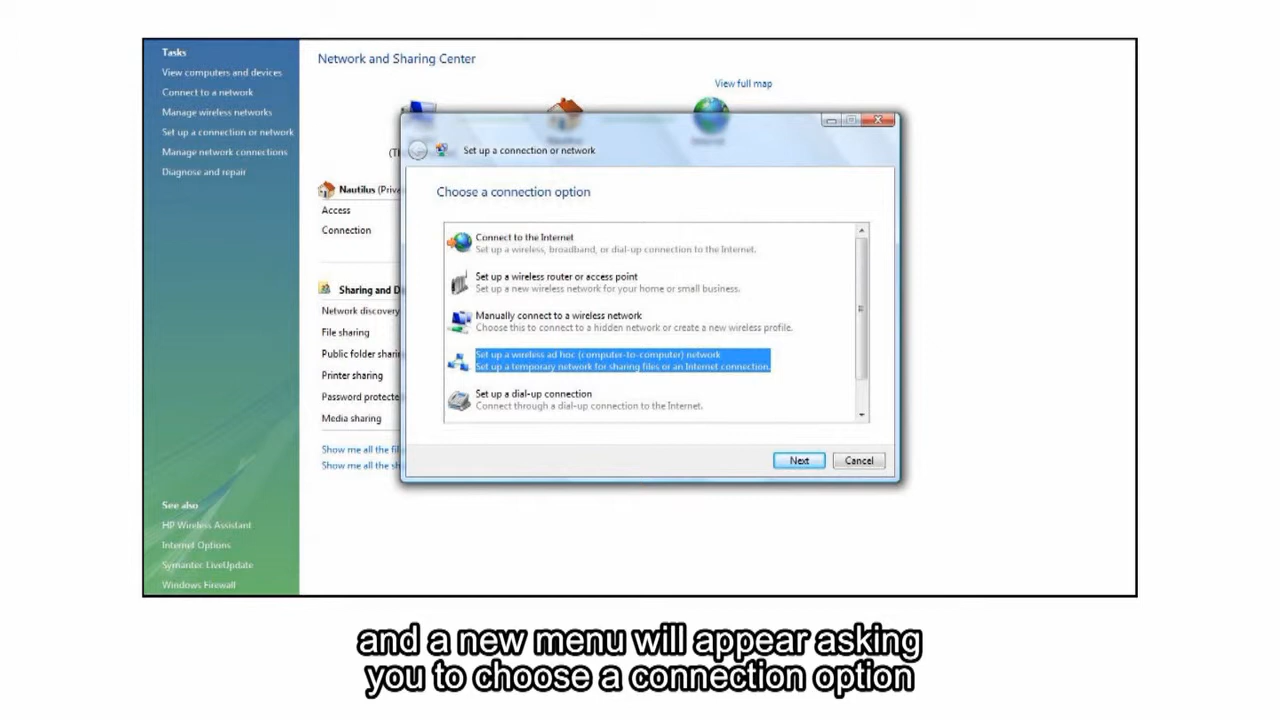 Tasks
View computers and devices
Connect to a network
Manage wireless networks
Set up a connection or network
Manage network connections
Diagnose and repair
See also
HP Wireless Assistant
Internet Options
Symantec LiveUpdate
Windows Firewall
Network and Sharing Center
View full map
Nautilus
Access
Connection
Sharing and
Network discovery
File sharing
Public folder
Printer sharing
Password
Media sharing
Show me all the
Show me all the
Set up a connection or network
Choose a connection option
Connect to the Internet
Set up a wireless, broadband, or dial-up connection to the Internet.
Set up a wireless router or access point
Set up a new wireless network for your home or small business.
Manually connect to a wireless network
Choose this to connect to a hidden network or create a new wireless profile.
Set up a wireless ad hoc (computer-to-computer) network
Set up a temporary network for sharing files or an Internet connection.
Set up a dial-up connection
Connect through a dial-up connection to the Internet.
Next
Cancel
and a new menu will appear asking
you to choose a connection option